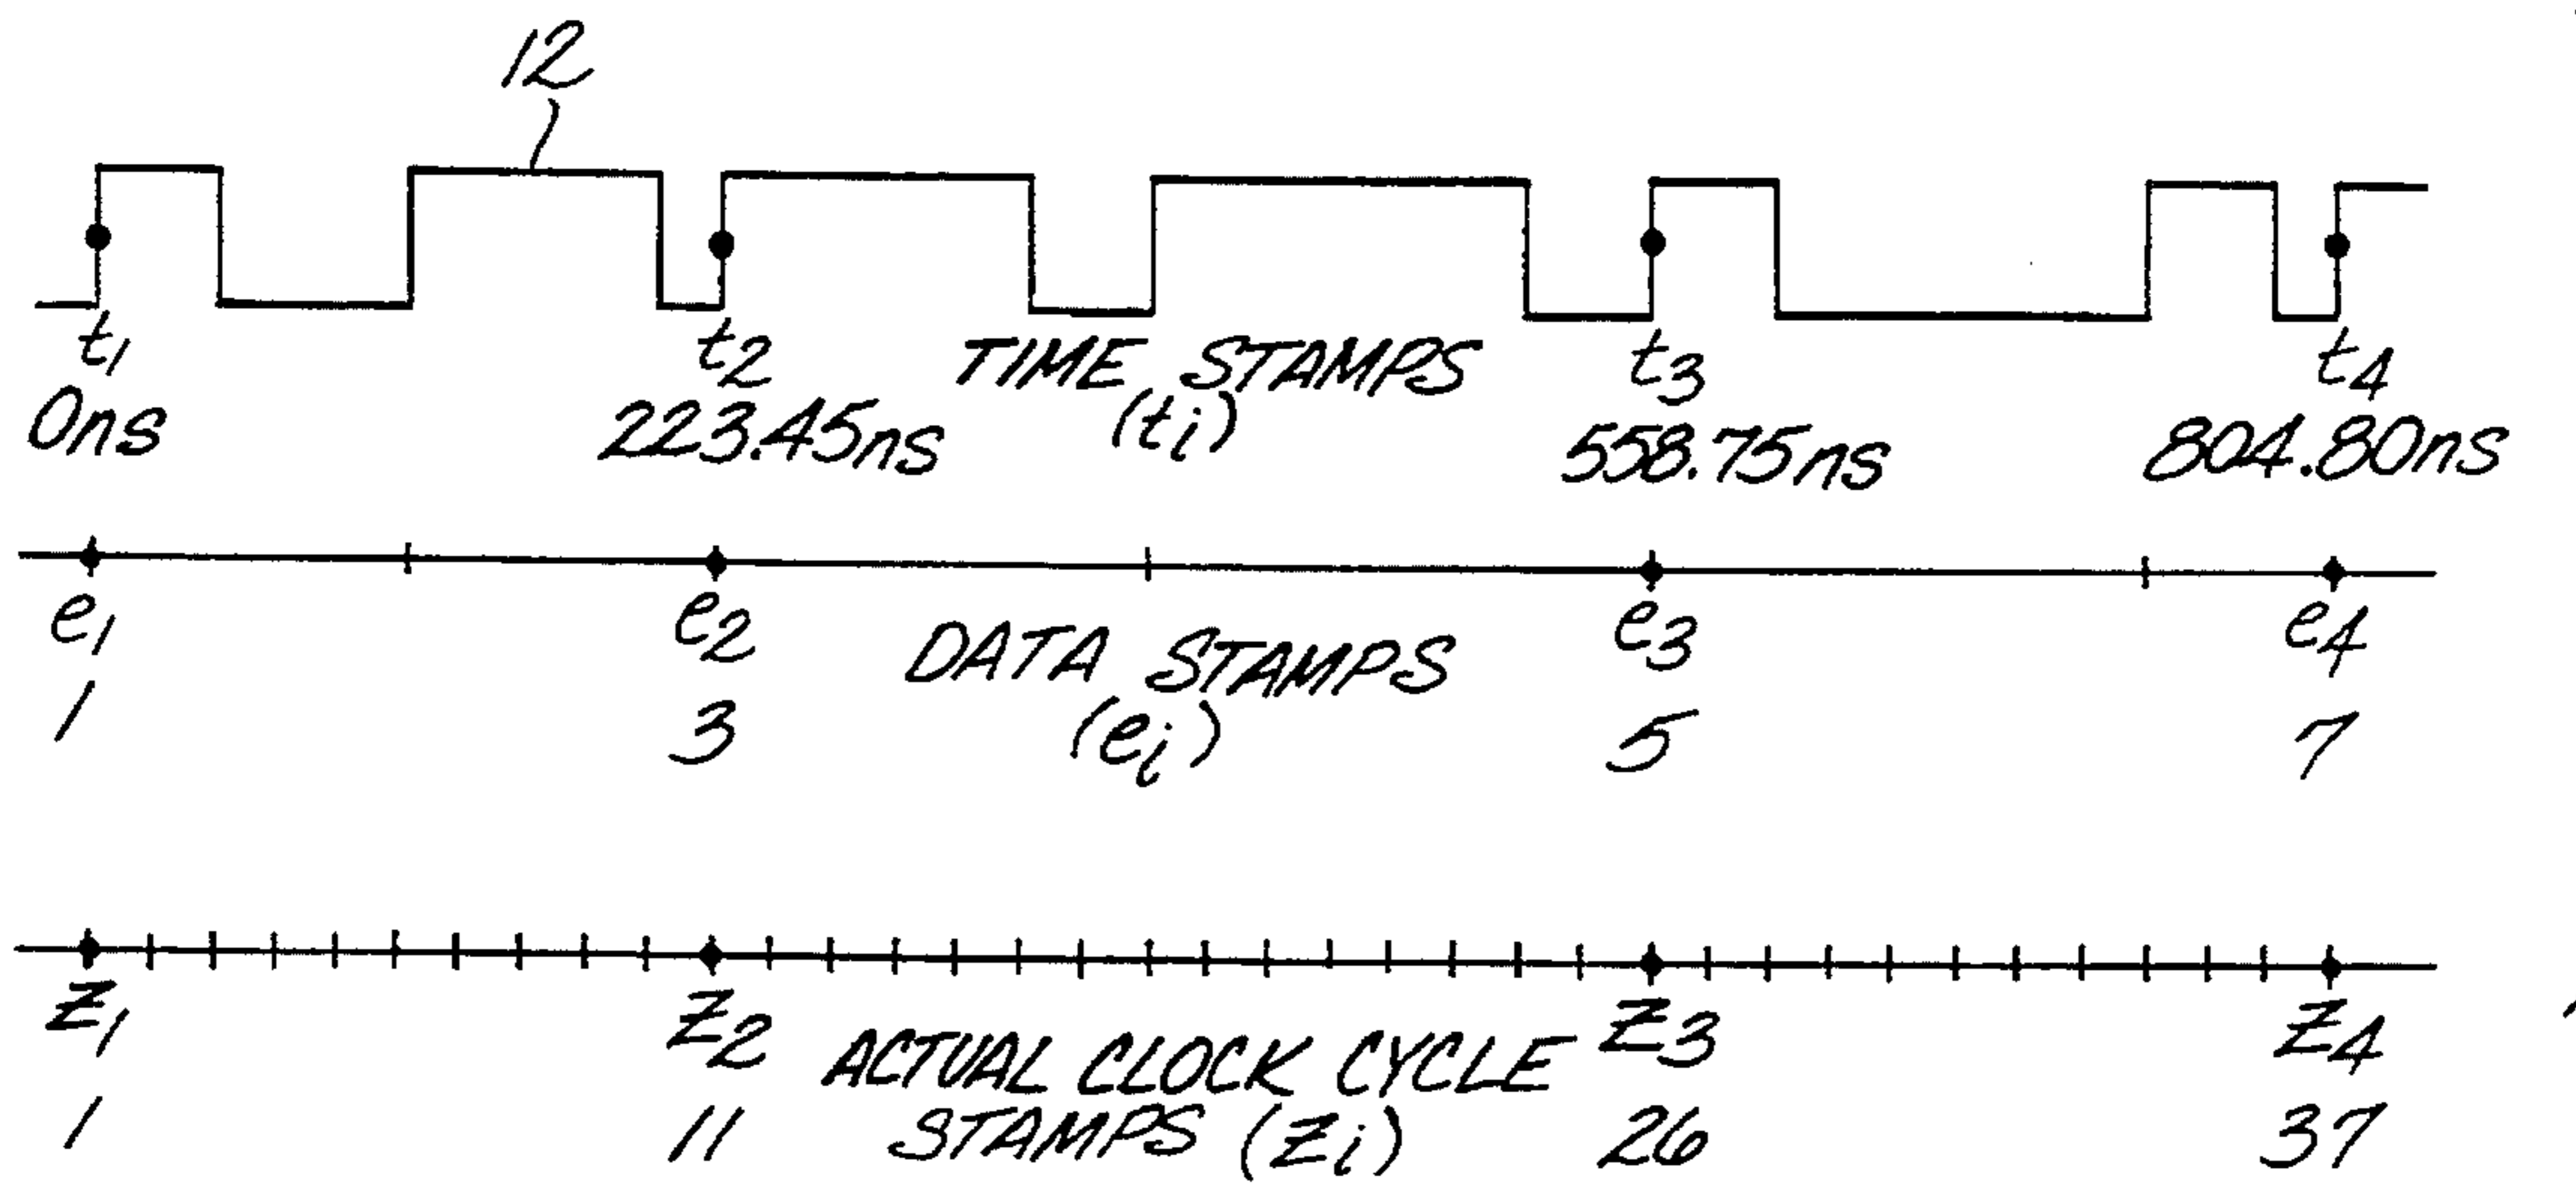 12
t1 t2 TIME STAMPS t3 t4
0ns 223.45ns (ti) 558.75ns 804.80ns
e1 e2 DATA STAMPS e3 e4
1 3 (ei) 5 7
z1 z2 ACTUAL CLOCK CYCLE z3 z4
1 11 STAMPS (zi) 26 37